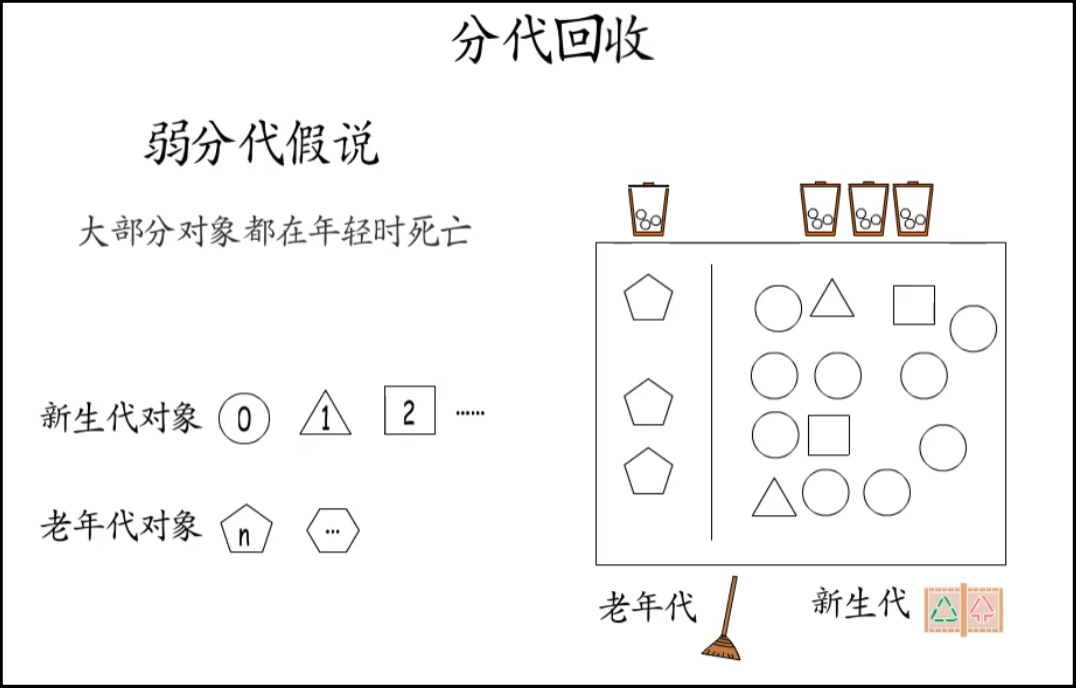 分代回收
弱分代假说
大部分对象都在年轻时死亡
新生代对象 0 1 2 ······
老年代对象 n ···
老年代 新生代